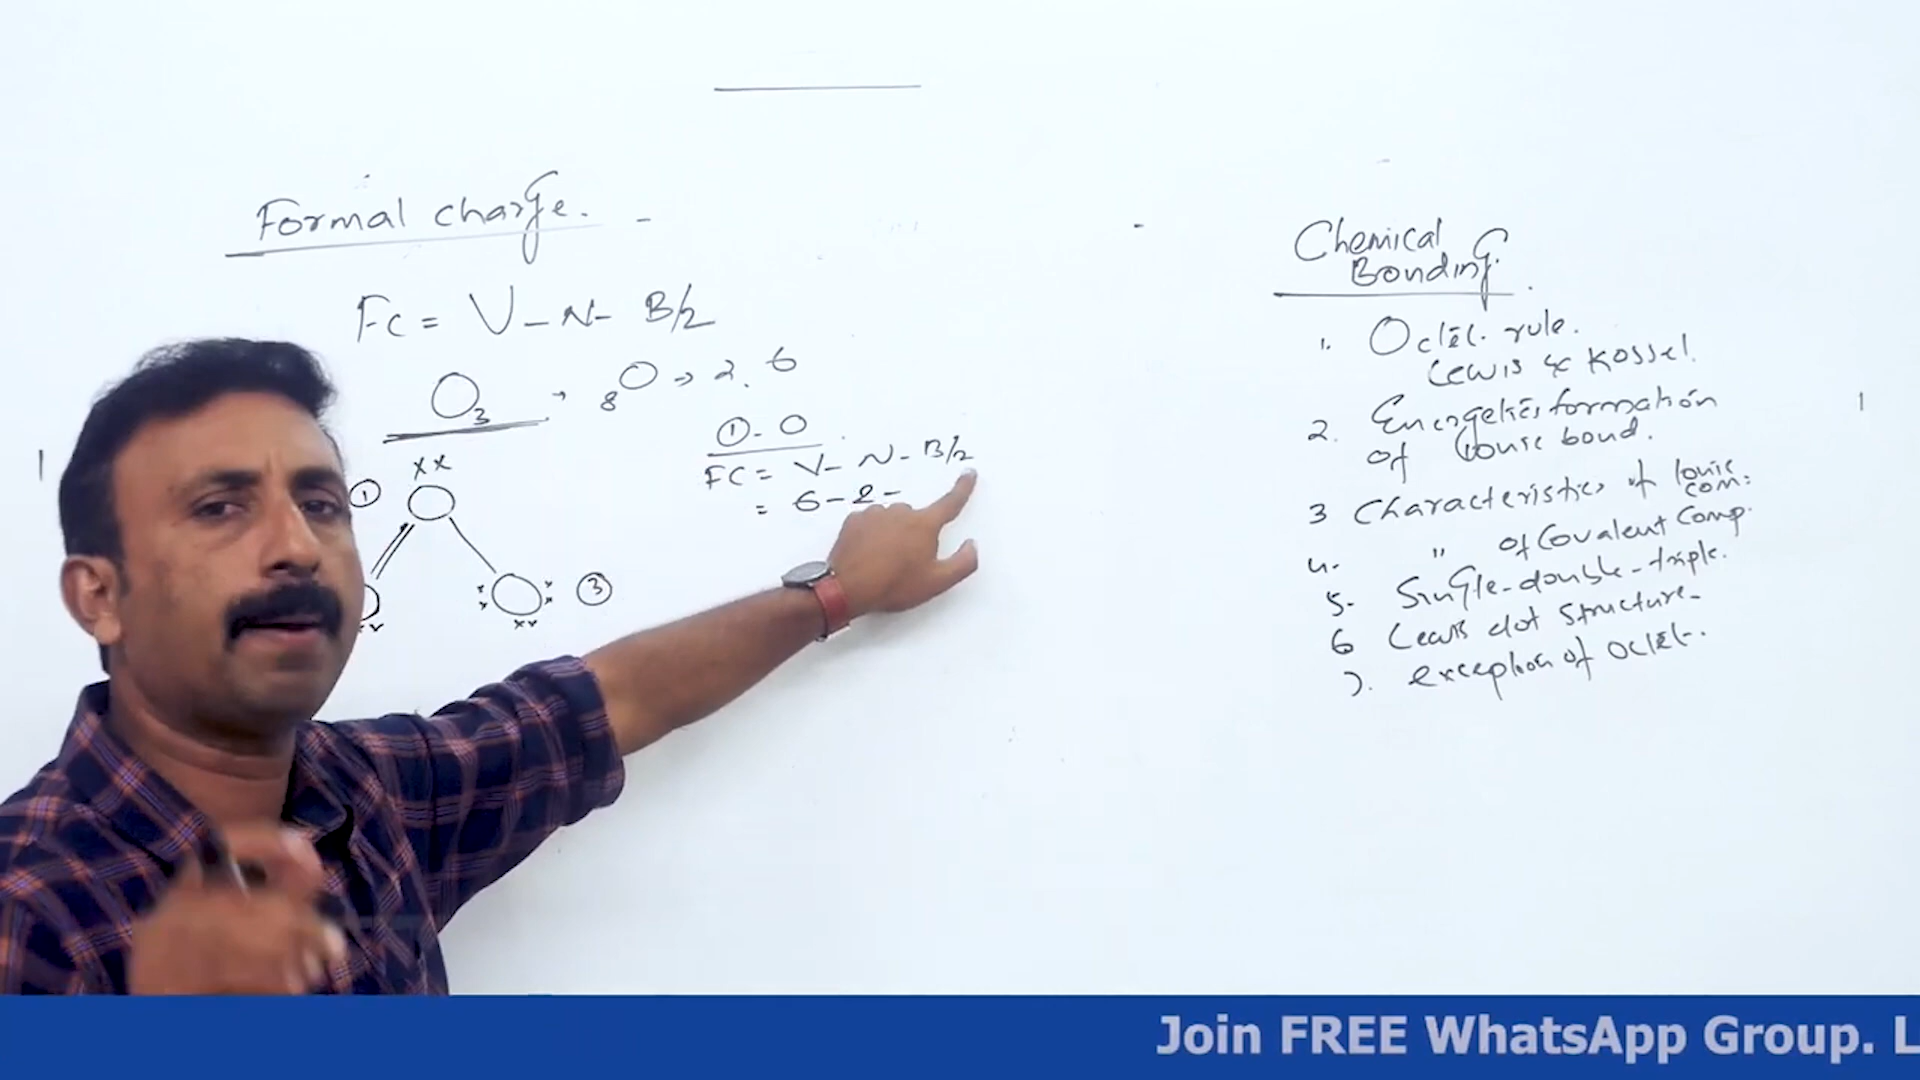 Formal charge.
Fc = V - N - B/2
O3 → 8O → 2, 6
① - O
FC = V - N - B/2
= 6 - 2 -
xx
①
③
Chemical
Bonding.
1. Octet rule.
Lewis & Kossel.
2. Energetics formation
of Ionic bond.
3 Characteristics of Ionic
com:
4. " of Covalent Comp.
5. Single-double-triple.
6 Lewis dot structure-
7. exception of octet.
Join FREE WhatsApp Group. L